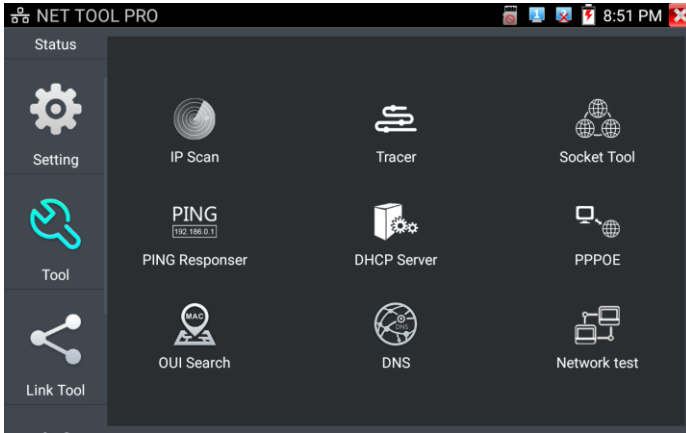 NET TOOL PRO
1
8:51 PM
Status
Setting
Tool
Link Tool
IP Scan
Tracer
Socket Tool
PING
192.186.0.1
PING Responser
DHCP Server
PPPOE
MAC
OUI Search
DNS
DNS
Network test